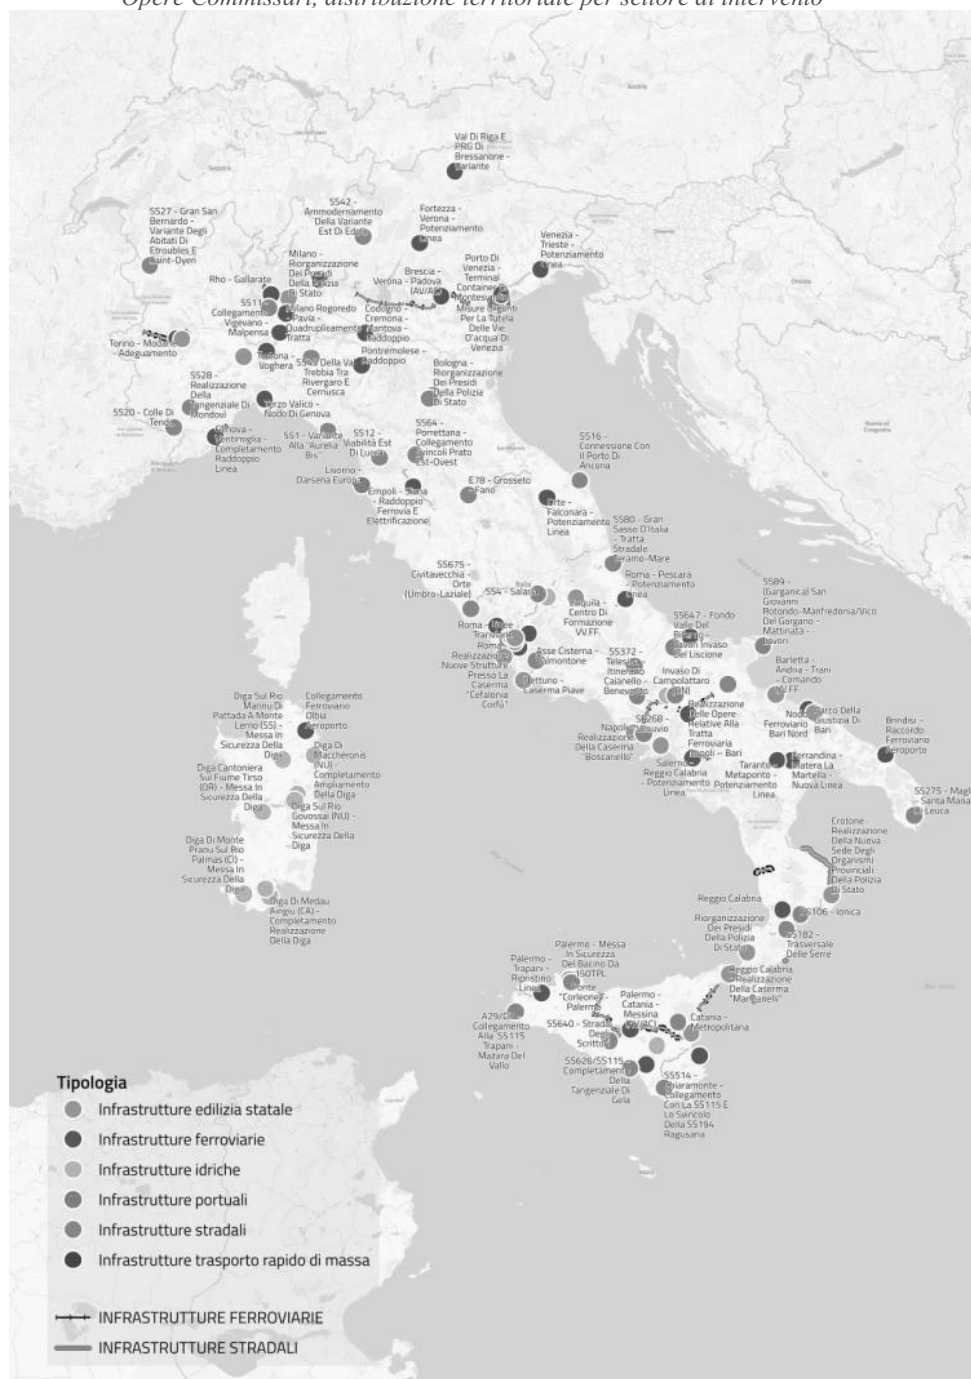 Opere Commissari, distribuzione territoriale per settore di intervento
Val Di Riga E
PRG Di
Bressanone -
Variante
SS42 -
Ammodernamento
Della Variante
Est Di Edolo
Fortezza -
Verona -
Potenziamento
Linea
SS27 - Gran San
Bernardo -
Variante Degli
Abitati Di
Etroubles E
Saint-Oyen
Venezia -
Trieste -
Potenziamento
Linea
Milano -
Riorganizzazione
Dei Presidi
Della Polizia
Di Stato
Rho - Gallarate
Brescia -
Verona - Padova
(AV/AC)
Porto Di
Venezia -
Terminal
Container
Montesyndial
Misure Urgenti
Per La Tutela
Delle Vie
D'acqua Di
Venezia
SS11
Collegamento
Vigevano -
Malpensa
Milano Rogoredo
- Pavia -
Quadruplicamento
Tratta
Codogno -
Cremona -
Mantova -
Raddoppio
Torino - Modane
- Adeguamento
Tortona -
Voghera
SS45 Della Val
Trebbia Tra
Rivergaro E
Cernusca
Pontremolese -
Raddoppio
Bologna -
Riorganizzazione
Dei Presidi
Della Polizia
Di Stato
SS28 -
Realizzazione
Della
Tangenziale Di
Mondovì
SS20 - Colle Di
Tenda
Terzo Valico -
Nodo Di Genova
Genova -
Ventimiglia -
Completamento
Raddoppio
Linea
SS1 - Variante
Alla "Aurelia
Bis"
SS12 -
Viabilità Est
Di Lucca
SS64 -
Porrettana -
Collegamento
Svincoli Prato
Est-Ovest
SS16 -
Connessione Con
Il Porto Di
Ancona
Livorno -
Darsena Europa
Empoli - Siena
- Raddoppio
Ferrovia E
Elettrificazione
E78 - Grosseto
- Fano
Orte -
Falconara -
Potenziamento
Linea
SS80 - Gran
Sasso D'Italia
- Tratta
Stradale
Teramo-Mare
SS675 -
Civitavecchia -
Orte
(Umbro-Laziale)
SS4 - Salaria
L'aquila -
Centro Di
Formazione
VV.FF
Roma - Pescara -
Potenziamento
Linea
SS89 -
(Garganica) San
Giovanni
Rotondo-Manfredonia/Vico
Del Gargano -
Mattinata -
Lavori
SS647 - Fondo
Valle Del
Biferno -
Invaso
Del Liscione
Roma - Linee
Tranviarie
Roma -
Realizzazione
Nuove Strutture
Presso La
Caserma
"Cefalonia
Corfù"
Asse Cisterna -
Valmontone
Nettuno -
Caserma Piave
SS372 -
Telesina -
Itinerario
Caianello -
Benevento
Invaso Di
Campolattaro
(BN)
Barletta -
Andria - Trani
- Comando
VV.FF
Realizzazione
Delle Opere
Relative Alla
Tratta
Ferroviaria
Napoli - Bari
Nodo
Ferroviario
Bari Nord
Parco Della
Giustizia Di
Bari
Brindisi -
Raccordo
Ferroviario
Aeroporto
SS268 -
Vesuvio
Napoli -
Realizzazione
Della Caserma
"Boscariello"
Salerno -
Reggio Calabria
- Potenziamento
Linea
Taranto -
Metaponto -
Potenziamento
Linea
Ferrandina -
Matera La
Martella -
Nuova Linea
SS275 - Maglie
- Santa Maria
Di Leuca
Diga Sul Rio
Mannu Di
Pattada A Monte
Lerno (SS) -
Messa In
Sicurezza Della
Diga
Collegamento
Ferroviario
Olbia
Aeroporto
Diga Di
Maccheronis
(NU) -
Completamento
Ampliamento
Della Diga
Diga Cantoniera
Sul Fiume Tirso
(OR) - Messa In
Sicurezza Della
Diga
Diga Sul Rio
Govossai (NU) -
Messa In
Sicurezza Della
Diga
Diga Di Monte
Pranu Sul Rio
Palmas (CI) -
Messa In
Sicurezza Della
Diga
Diga Di Medau
Aingiu (CA) -
Completamento
Realizzazione
Della Diga
Crotone -
Realizzazione
Della Nuova
Sede Degli
Organismi
Provinciali
Della Polizia
Di Stato
Reggio Calabria
-
Riorganizzazione
Dei Presidi
Della Polizia
Di Stato
SS106 - Ionica
SS182 -
Trasversale
Delle Serre
Reggio Calabria
- Realizzazione
Della Caserma
"Manganelli"
Palermo -
Trapani -
Ripristino
Linea
Palermo - Messa
In Sicurezza
Del Bacino Da
150TPL
Ponte
"Corleone" -
Palermo
Palermo -
Catania -
Messina
(AV/AC)
Catania -
Metropolitana
A29/
Collegamento
Alla SS115
Trapani -
Mazara Del
Vallo
SS640 - Strada
Degli
Scrittori
SS626/SS115 -
Completamento
Della
Tangenziale Di
Gela
SS514 -
Chiaramonte -
Collegamento
Con La SS115 E
Lo Svincolo
Della SS194
Ragusana
Tipologia
Infrastrutture edilizia statale
Infrastrutture ferroviarie
Infrastrutture idriche
Infrastrutture portuali
Infrastrutture stradali
Infrastrutture trasporto rapido di massa
INFRASTRUTTURE FERROVIARIE
INFRASTRUTTURE STRADALI